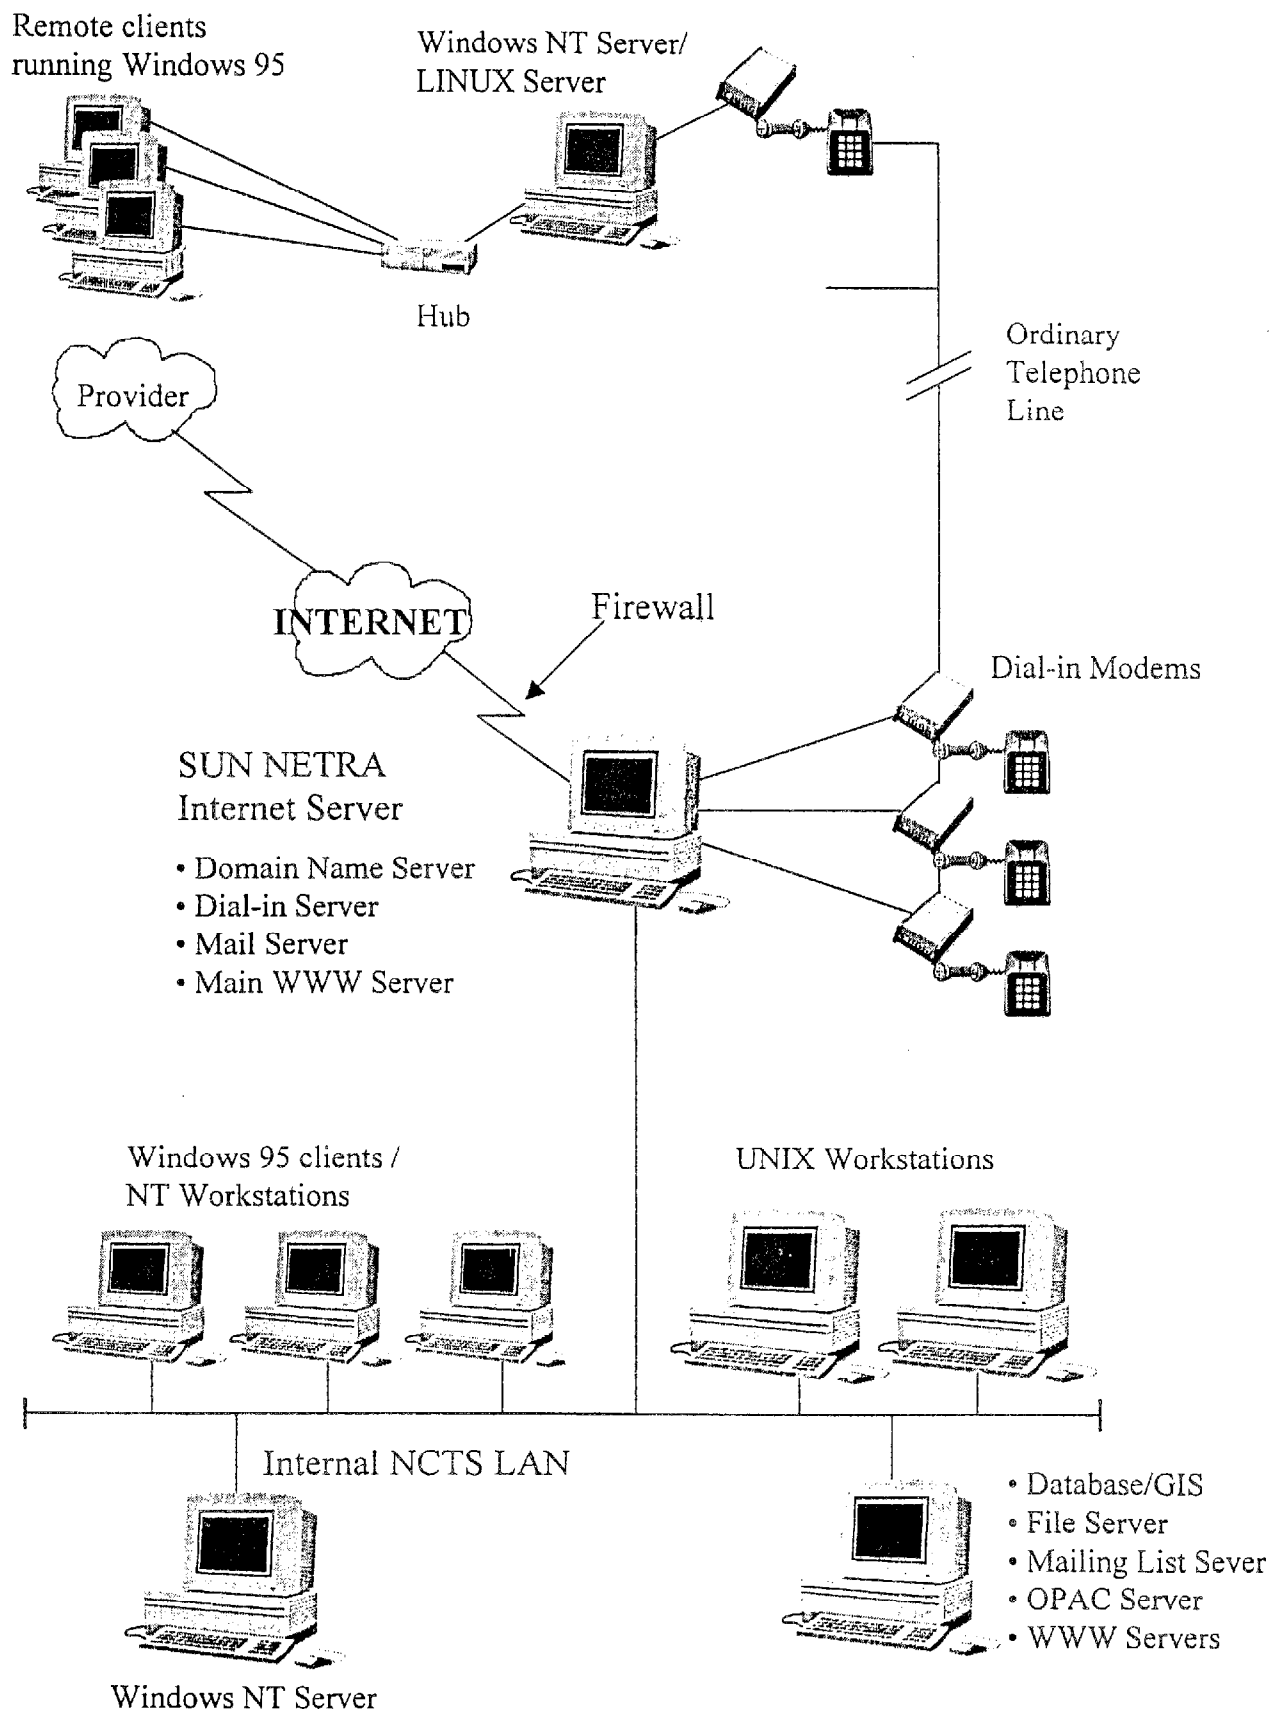 Remote clients
running Windows 95
Windows NT Server/
LINUX Server
Hub
Provider
Ordinary
Telephone
Line
INTERNET
Firewall
Dial-in Modems
SUN NETRA
Internet Server
• Domain Name Server
• Dial-in Server
• Mail Server
• Main WWW Server
Windows 95 clients /
NT Workstations
UNIX Workstations
Internal NCTS LAN
• Database/GIS
• File Server
• Mailing List Sever
• OPAC Server
• WWW Servers
Windows NT Server